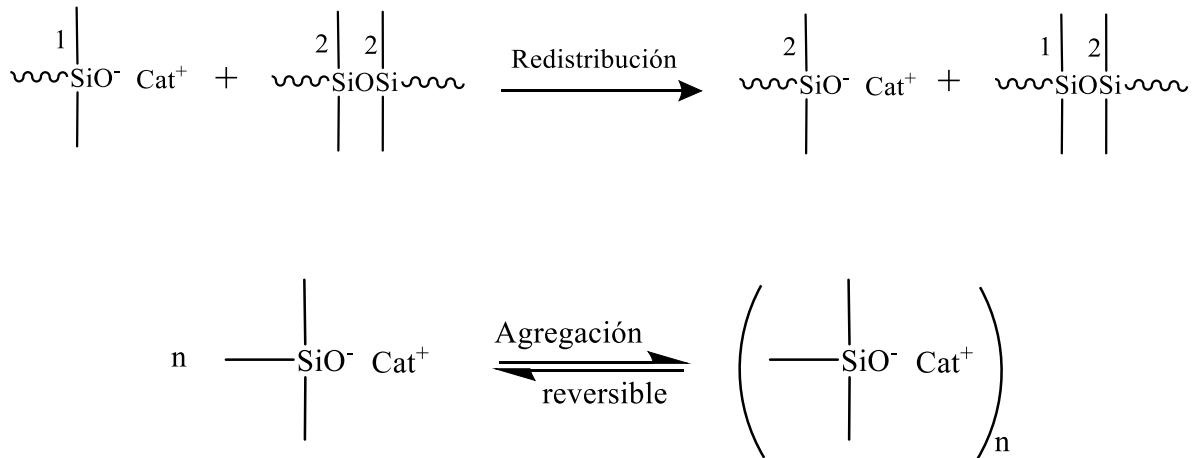 1 2 2 2 1 2
SiO⁻ Cat⁺ + SiOSi Redistribución SiO⁻ Cat⁺ + SiOSi
n SiO⁻ Cat⁺ Agregación SiO⁻ Cat⁺
reversible
n